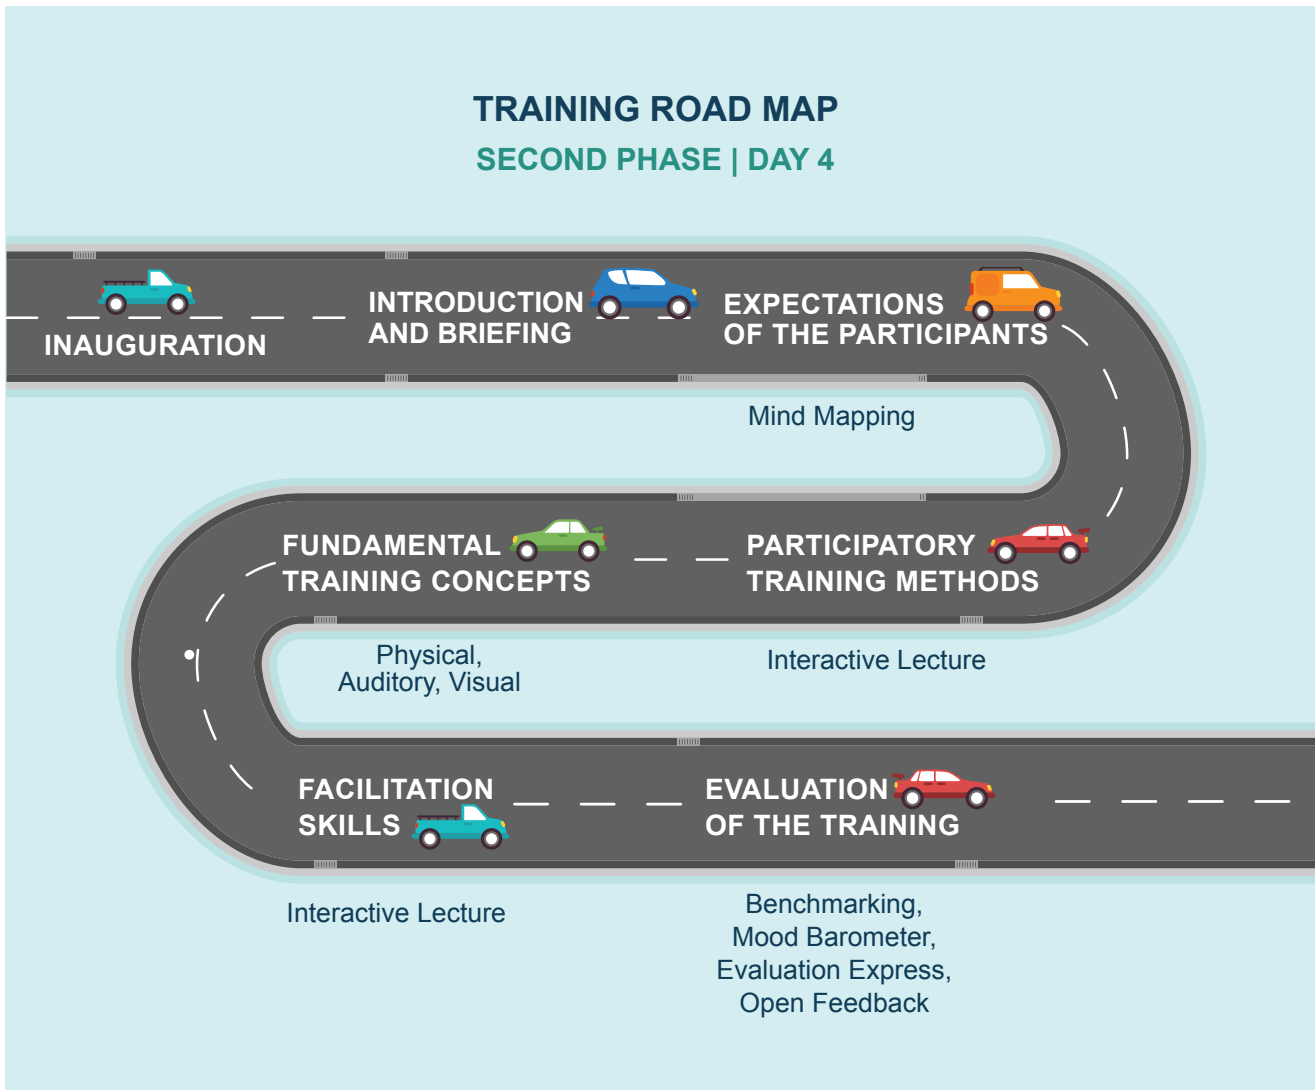 TRAINING ROAD MAP
SECOND PHASE | DAY 4
INAUGURATION
INTRODUCTION
AND BRIEFING
EXPECTATIONS
OF THE PARTICIPANTS
Mind Mapping
PARTICIPATORY
TRAINING METHODS
Interactive Lecture
FUNDAMENTAL
TRAINING CONCEPTS
Physical,
Auditory, Visual
FACILITATION
SKILLS
Interactive Lecture
EVALUATION
OF THE TRAINING
Benchmarking,
Mood Barometer,
Evaluation Express,
Open Feedback